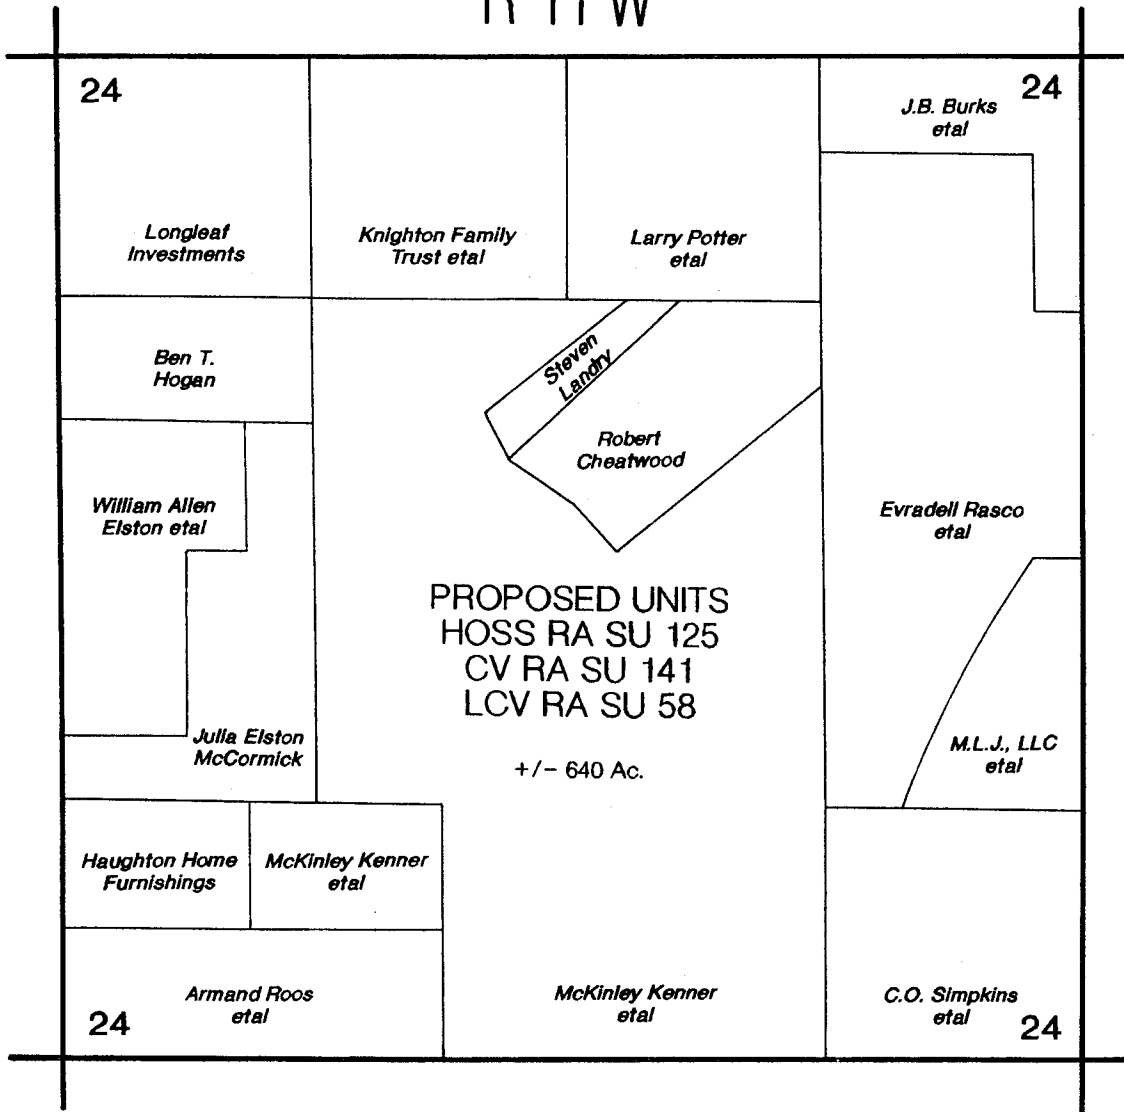 24
24
J.B. Burks
etal
Longleaf
Investments
Knighton Family
Trust etal
Larry Potter
etal
Ben T.
Hogan
Steven
Landry
Robert
Cheatwood
William Allen
Elston etal
Evradell Rasco
etal
PROPOSED UNITS
HOSS RA SU 125
CV RA SU 141
LCV RA SU 58
+/- 640 Ac.
Julia Elston
McCormick
M.L.J., LLC
etal
Haughton Home
Furnishings
McKinley Kenner
etal
Armand Roos
etal
McKinley Kenner
etal
C.O. Simpkins
etal
24
24